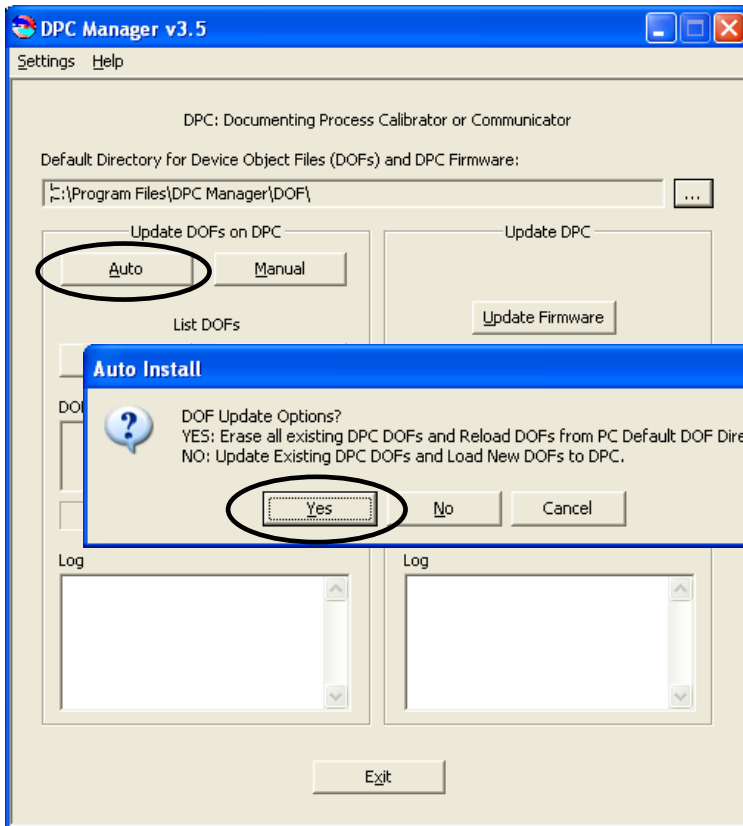 DPC Manager v3.5
Settings Help
DPC: Documenting Process Calibrator or Communicator
Default Directory for Device Object Files (DOFs) and DPC Firmware:
C:\Program Files\DPC Manager\DOF\ ...
Update DOFs on DPC
Update DPC
Auto Manual
List DOFs
Update Firmware
Auto Install
DOF Update Options?
YES: Erase all existing DPC DOFs and Reload DOFs from PC Default DOF Dire
NO: Update Existing DPC DOFs and Load New DOFs to DPC.
Yes No Cancel
Log
Log
Exit